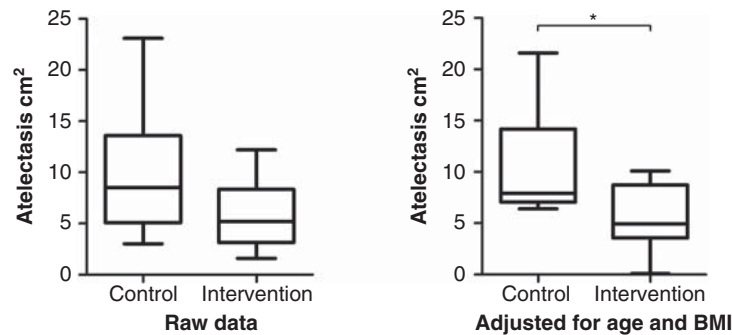 Atelectasis cm²
25
20
15
10
5
0
Control Intervention
Raw data
Atelectasis cm²
25
20
15
10
5
0
*
Control Intervention
Adjusted for age and BMI